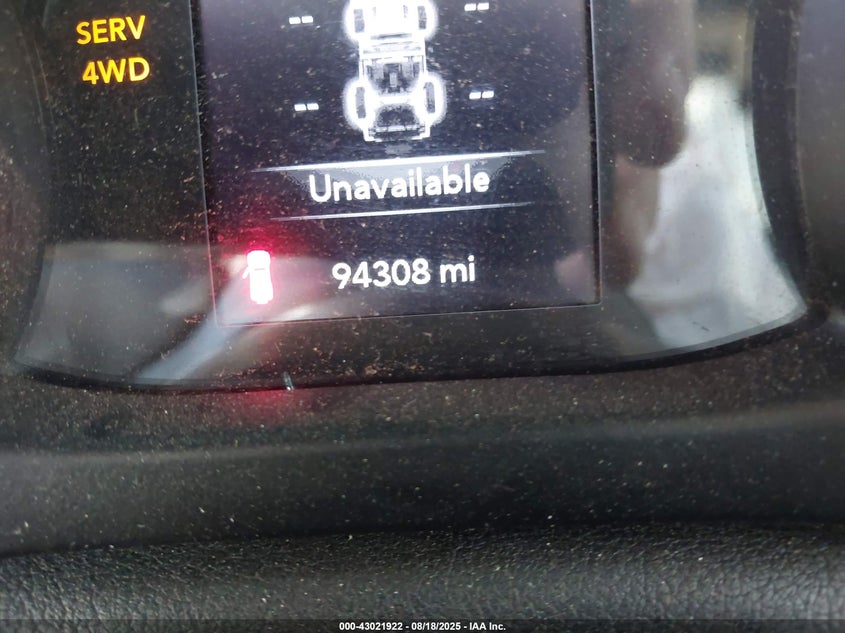 SERV
4WD
-- --
-- --
Unavailable
94308 mi
000-43021922 - 08/18/2025 - IAA Inc.